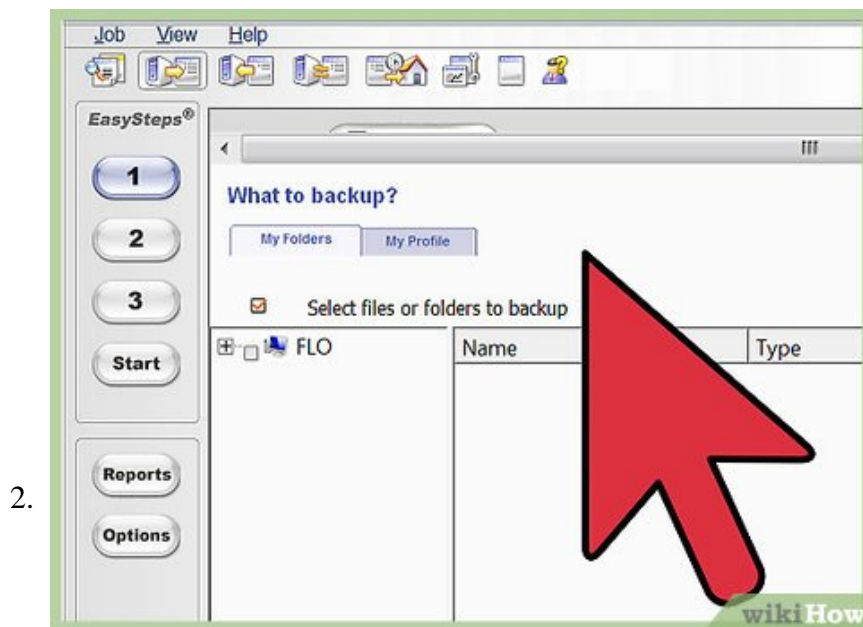 Job View Help
EasySteps®
1
2
3
Start
Reports
Options
What to backup?
My Folders My Profile
Select files or folders to backup
FLO
Name Type
2.
wikiHow